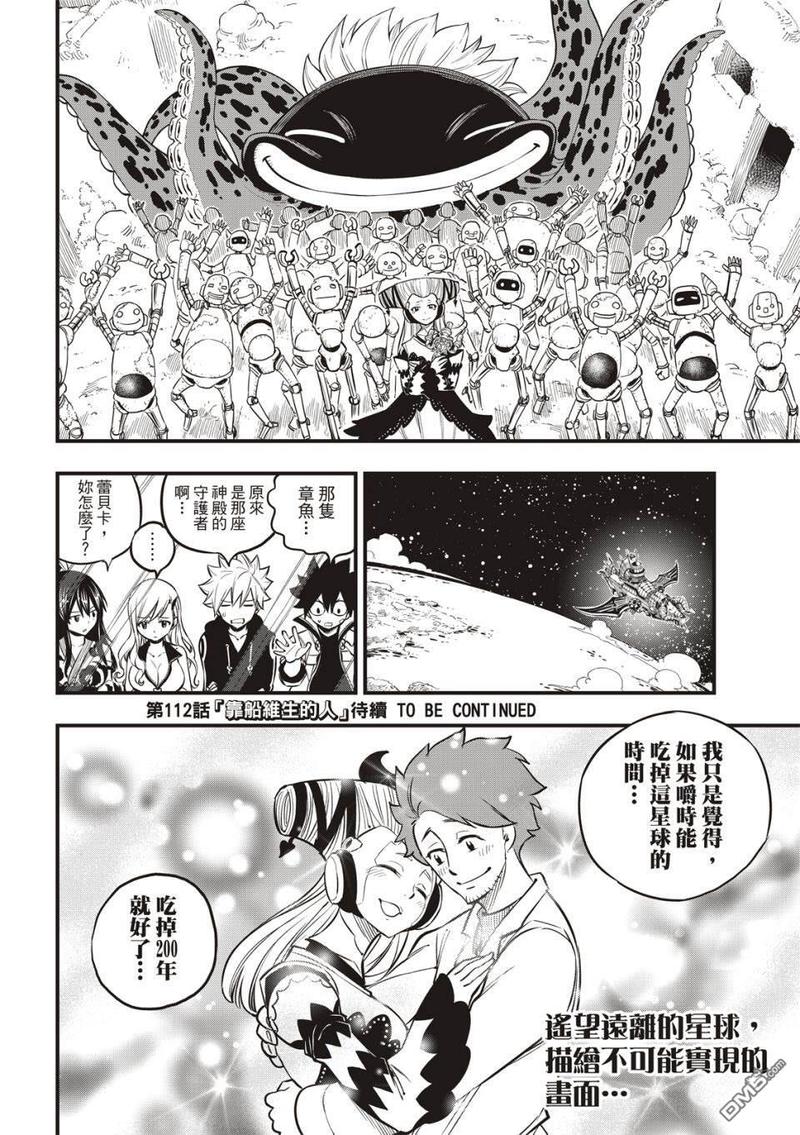 那隻
章魚…
原來
是那座
神殿的
守護者
啊…
……
蕾貝卡，
妳怎麼了？
第112話「靠船維生的人」待續 TO BE CONTINUED
我只是覺得，
如果嚼時能
吃掉這星球的
時間…
吃掉200年
就好了…
遙望遠離的星球，
描繪不可能實現的
畫面…
DM5.com